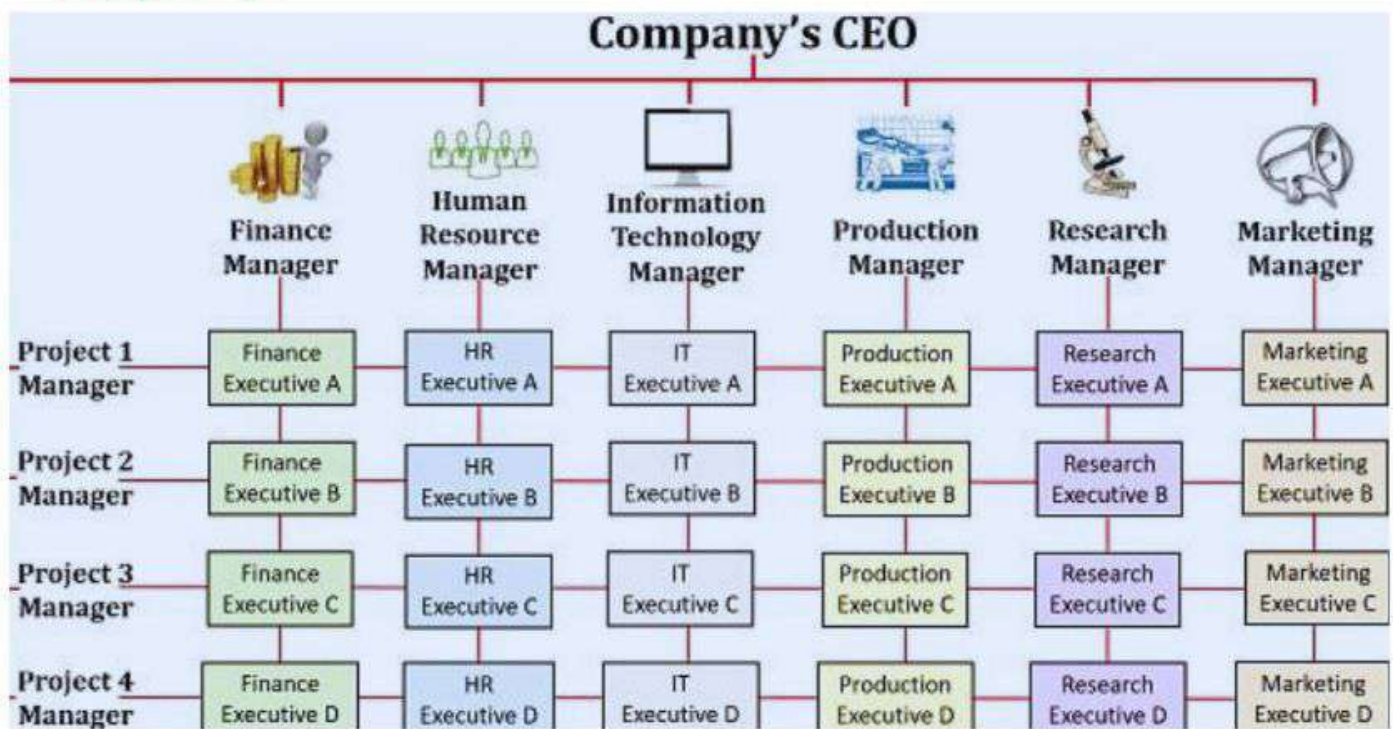 Company's CEO
Finance
Manager
Human
Resource
Manager
Information
Technology
Manager
Production
Manager
Research
Manager
Marketing
Manager
Project 1
Manager
Finance
Executive A
HR
Executive A
IT
Executive A
Production
Executive A
Research
Executive A
Marketing
Executive A
Project 2
Manager
Finance
Executive B
HR
Executive B
IT
Executive B
Production
Executive B
Research
Executive B
Marketing
Executive B
Project 3
Manager
Finance
Executive C
HR
Executive C
IT
Executive C
Production
Executive C
Research
Executive C
Marketing
Executive C
Project 4
Manager
Finance
Executive D
HR
Executive D
IT
Executive D
Production
Executive D
Research
Executive D
Marketing
Executive D